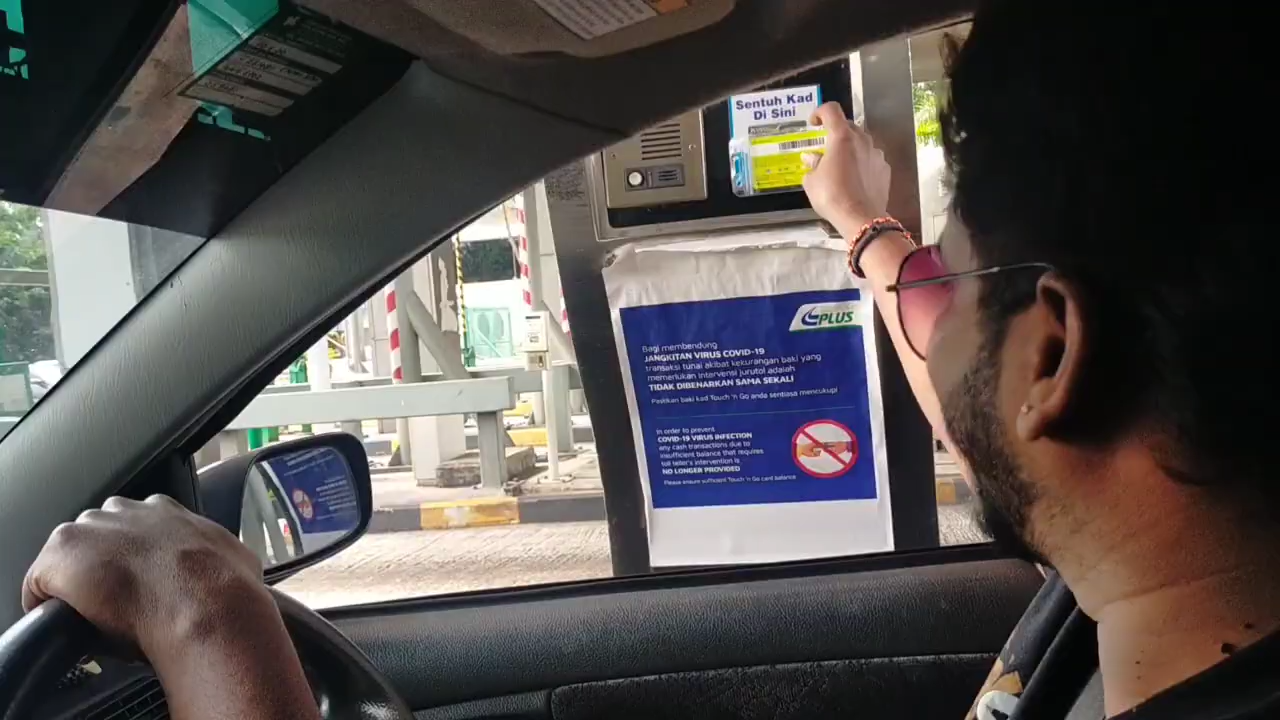 Sentuh Kad
Di Sini
PLUS
Bagi membendung
JANGKITAN VIRUS COVID-19
transaksi tunai akibat kekurangan baki yang
memerlukan intervensi jurutol adalah
TIDAK DIBENARKAN SAMA SEKALI
Pastikan baki kad Touch 'n Go anda sentiasa mencukupi
In order to prevent
COVID-19 VIRUS INFECTION
any cash transactions due to
insufficient balance that requires
toll teller's intervention is
NO LONGER PROVIDED
Please ensure sufficient Touch 'n Go card balance